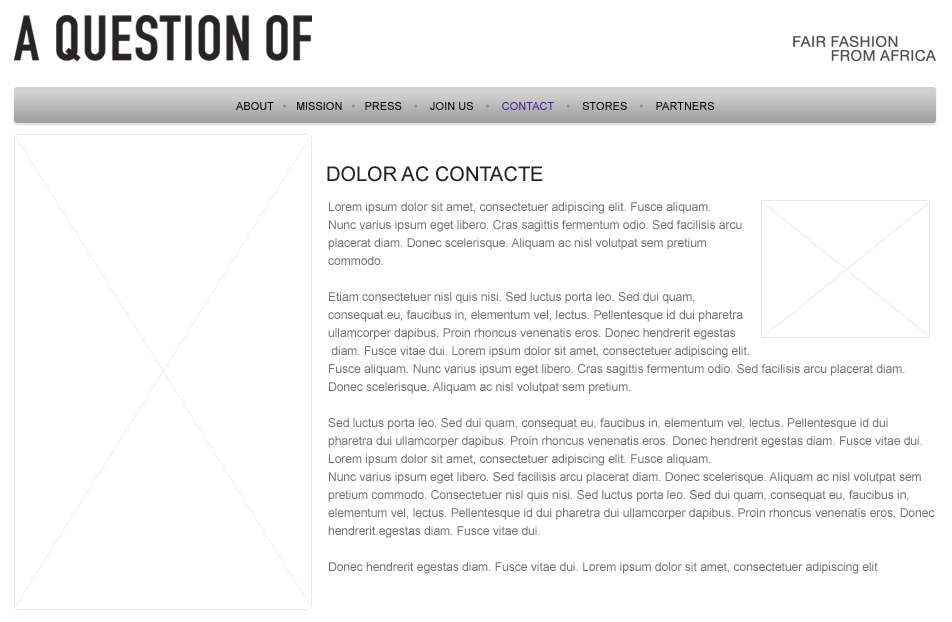 A QUESTION OF
FAIR FASHION
FROM AFRICA
ABOUT • MISSION • PRESS • JOIN US • CONTACT • STORES • PARTNERS
DOLOR AC CONTACTE
Lorem ipsum dolor sit amet, consectetuer adipiscing elit. Fusce aliquam.
Nunc varius ipsum eget libero. Cras sagittis fermentum odio. Sed facilisis arcu
placerat diam. Donec scelerisque. Aliquam ac nisl volutpat sem pretium
commodo.
Etiam consectetuer nisl quis nisi. Sed luctus porta leo. Sed dui quam,
consequat eu, faucibus in, elementum vel, lectus. Pellentesque id dui pharetra
ullamcorper dapibus. Proin rhoncus venenatis eros. Donec hendrerit egestas
diam. Fusce vitae dui. Lorem ipsum dolor sit amet, consectetuer adipiscing elit.
Fusce aliquam. Nunc varius ipsum eget libero. Cras sagittis fermentum odio. Sed facilisis arcu placerat diam.
Donec scelerisque. Aliquam ac nisl volutpat sem pretium.
Sed luctus porta leo. Sed dui quam, consequat eu, faucibus in, elementum vel, lectus. Pellentesque id dui
pharetra dui ullamcorper dapibus. Proin rhoncus venenatis eros. Donec hendrerit egestas diam. Fusce vitae dui.
Lorem ipsum dolor sit amet, consectetuer adipiscing elit. Fusce aliquam.
Nunc varius ipsum eget libero. Sed facilisis arcu placerat diam. Donec scelerisque. Aliquam ac nisl volutpat sem
pretium commodo. Consectetuer nisl quis nisi. Sed luctus porta leo. Sed dui quam, consequat eu, faucibus in,
elementum vel, lectus. Pellentesque id dui pharetra dui ullamcorper dapibus. Proin rhoncus venenatis eros. Donec
hendrerit egestas diam. Fusce vitae dui.
Donec hendrerit egestas diam. Fusce vitae dui. Lorem ipsum dolor sit amet, consectetuer adipiscing elit